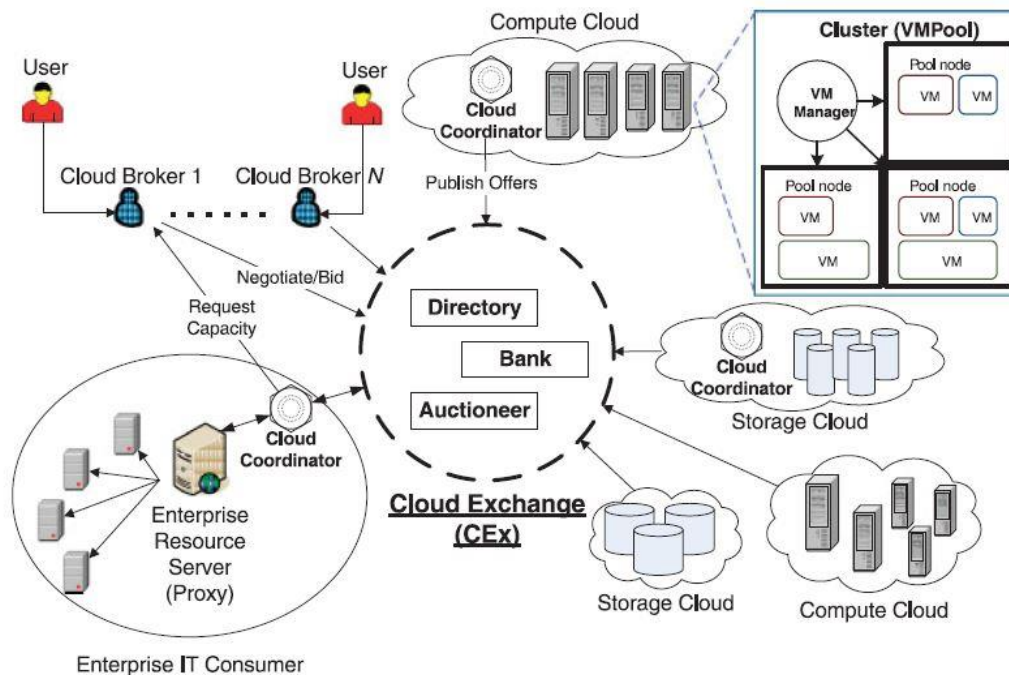 Compute Cloud
User
User
Cloud
Coordinator
Cluster (VMPool)
VM
Manager
Pool node
VM
VM
Pool node
VM
VM
Pool node
VM
VM
VM
Cloud Broker 1
Cloud Broker N
Publish Offers
Negotiate/Bid
Request
Capacity
Directory
Bank
Auctioneer
Cloud Exchange
(CEx)
Cloud
Coordinator
Storage Cloud
Cloud
Coordinator
Enterprise
Resource
Server
(Proxy)
Enterprise IT Consumer
Storage Cloud
Compute Cloud